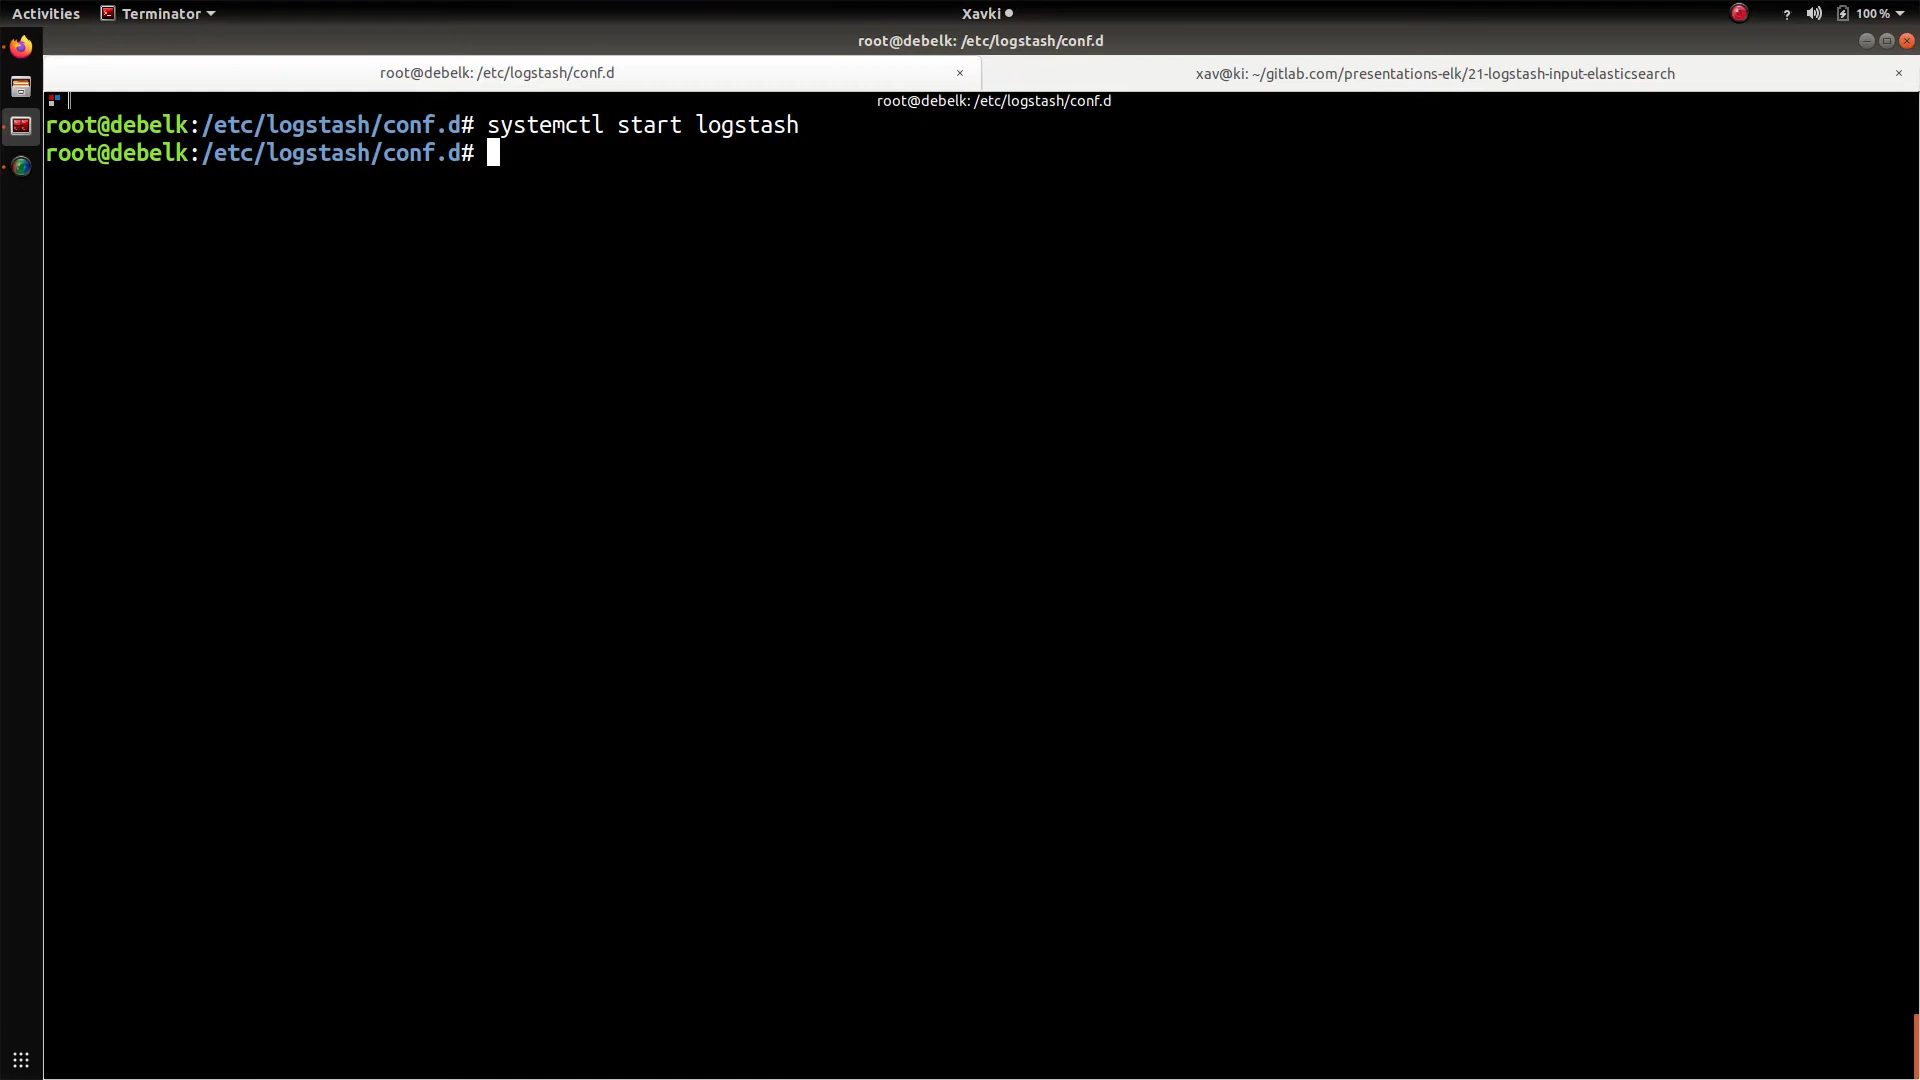 Activities
Terminator
Xavki
?
100 %
root@debelk: /etc/logstash/conf.d
root@debelk: /etc/logstash/conf.d ×
xav@ki: ~/gitlab.com/presentations-elk/21-logstash-input-elasticsearch ×
root@debelk: /etc/logstash/conf.d
root@debelk:/etc/logstash/conf.d# systemctl start logstash
root@debelk:/etc/logstash/conf.d#